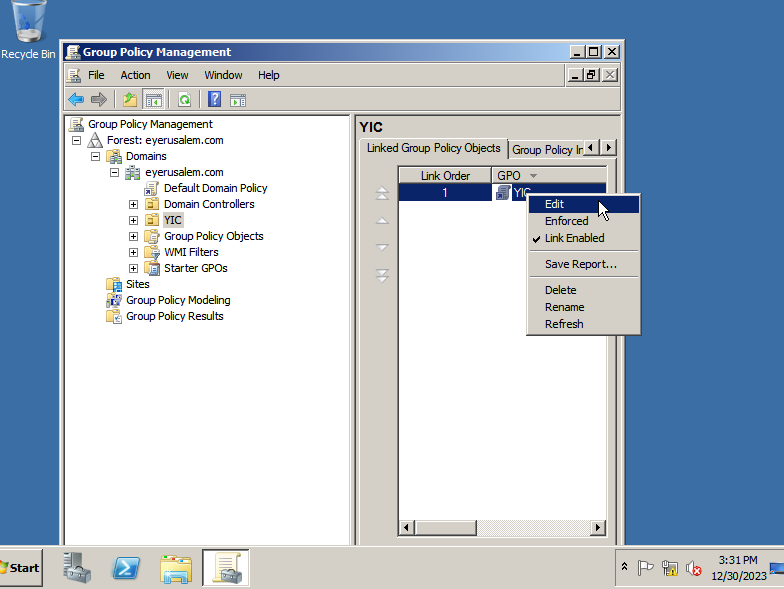 Recycle Bin
Group Policy Management
File Action View Window Help
Group Policy Management
Forest: eyerusalem.com
Domains
eyerusalem.com
Default Domain Policy
Domain Controllers
YIC
Group Policy Objects
WMI Filters
Starter GPOs
Sites
Group Policy Modeling
Group Policy Results
YIC
Linked Group Policy Objects Group Policy In
Link Order GPO
1 YIC
Edit
Enforced
Link Enabled
Save Report...
Delete
Rename
Refresh
Start
3:31 PM
12/30/2023